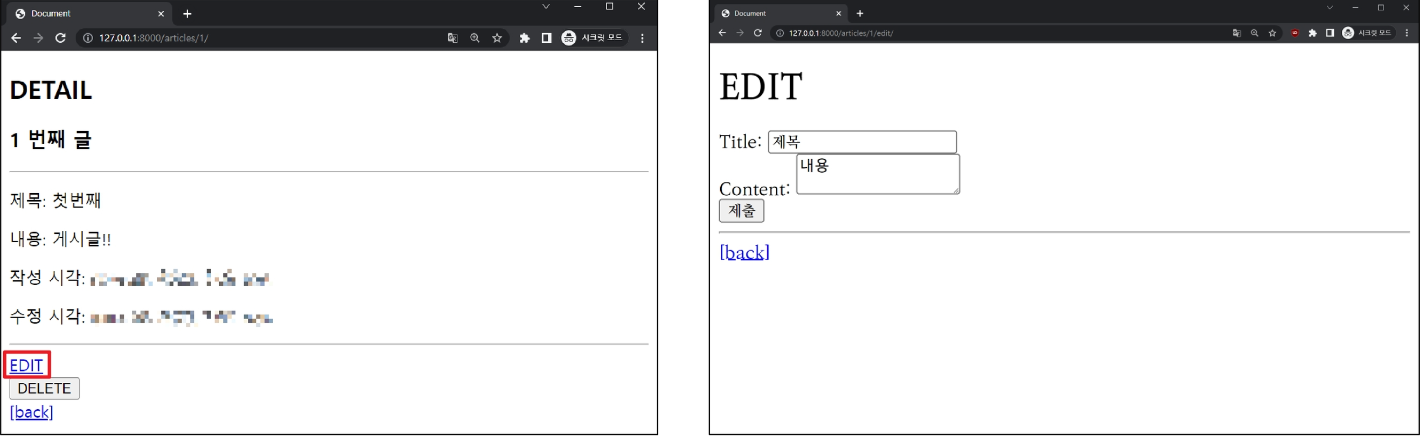 Document
127.0.0.1:8000/articles/1/
시크릿 모드
DETAIL
1 번째 글
제목: 첫번째
내용: 게시글!!
작성 시각:
수정 시각:
EDIT
DELETE
[back]
Document
127.0.0.1:8000/articles/1/edit/
시크릿 모드
EDIT
Title: 제목
Content: 내용
제출
[back]